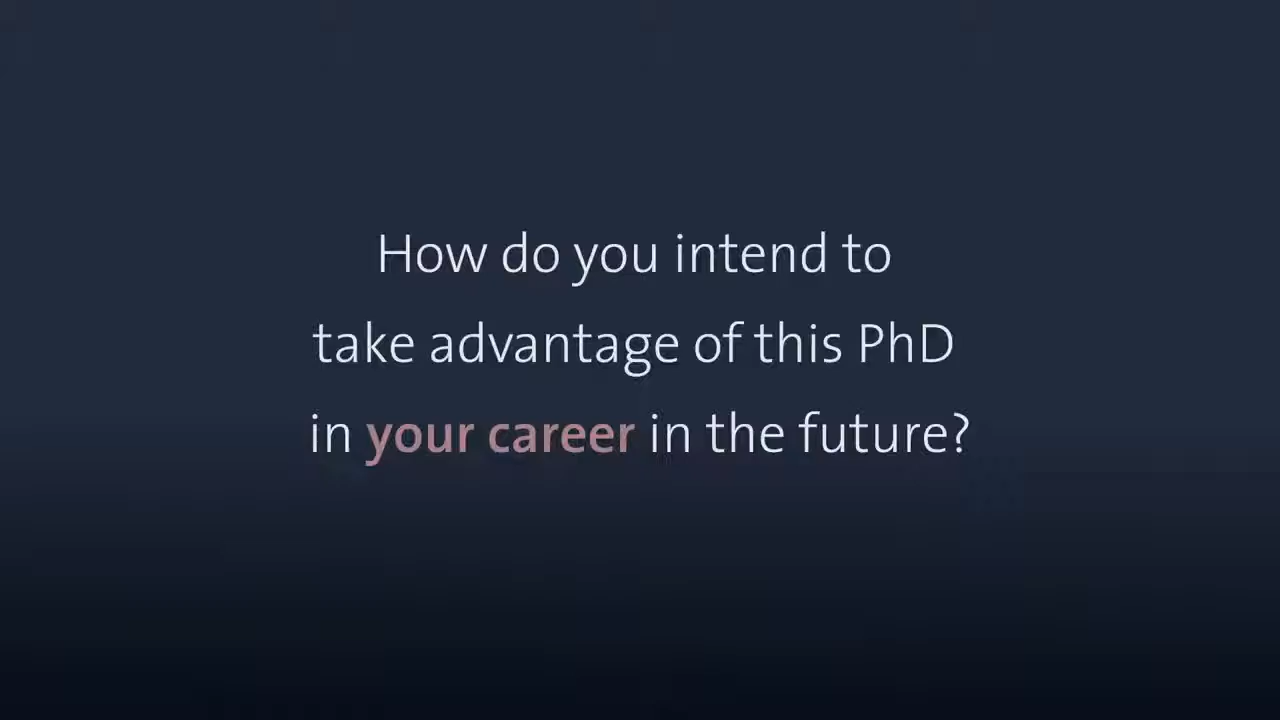 How do you intend to
take advantage of this PhD
in your career in the future?